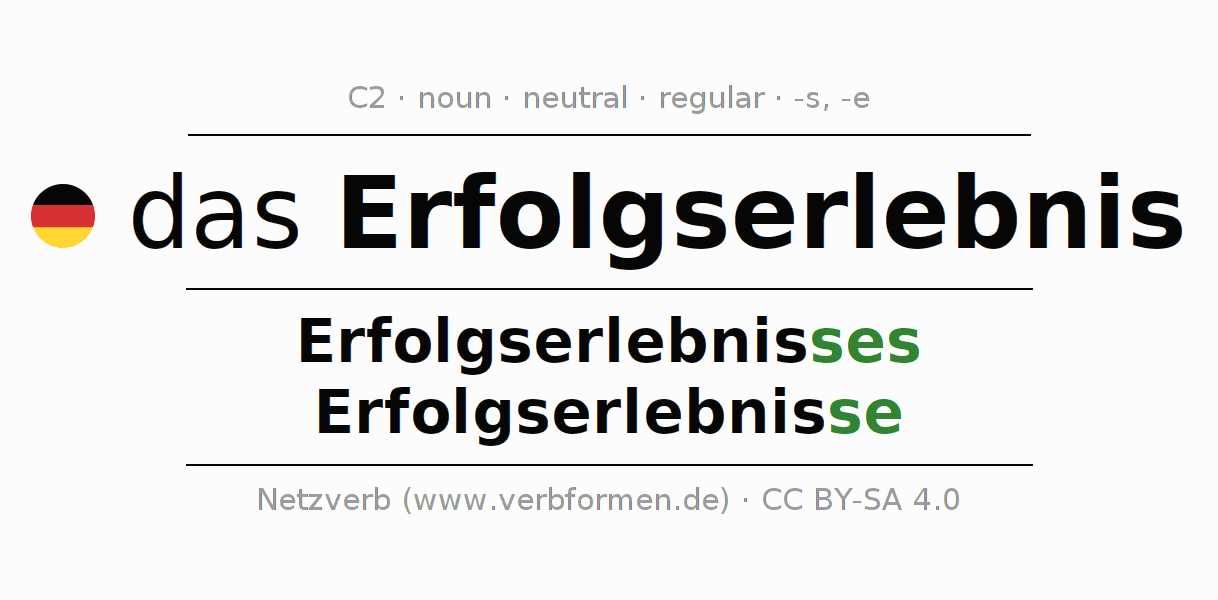 C2 · noun · neutral · regular · -s, -e
das Erfolgserlebnis
Erfolgserlebnisses
Erfolgserlebnisse
Netzverb (www.verbformen.de) · CC BY-SA 4.0